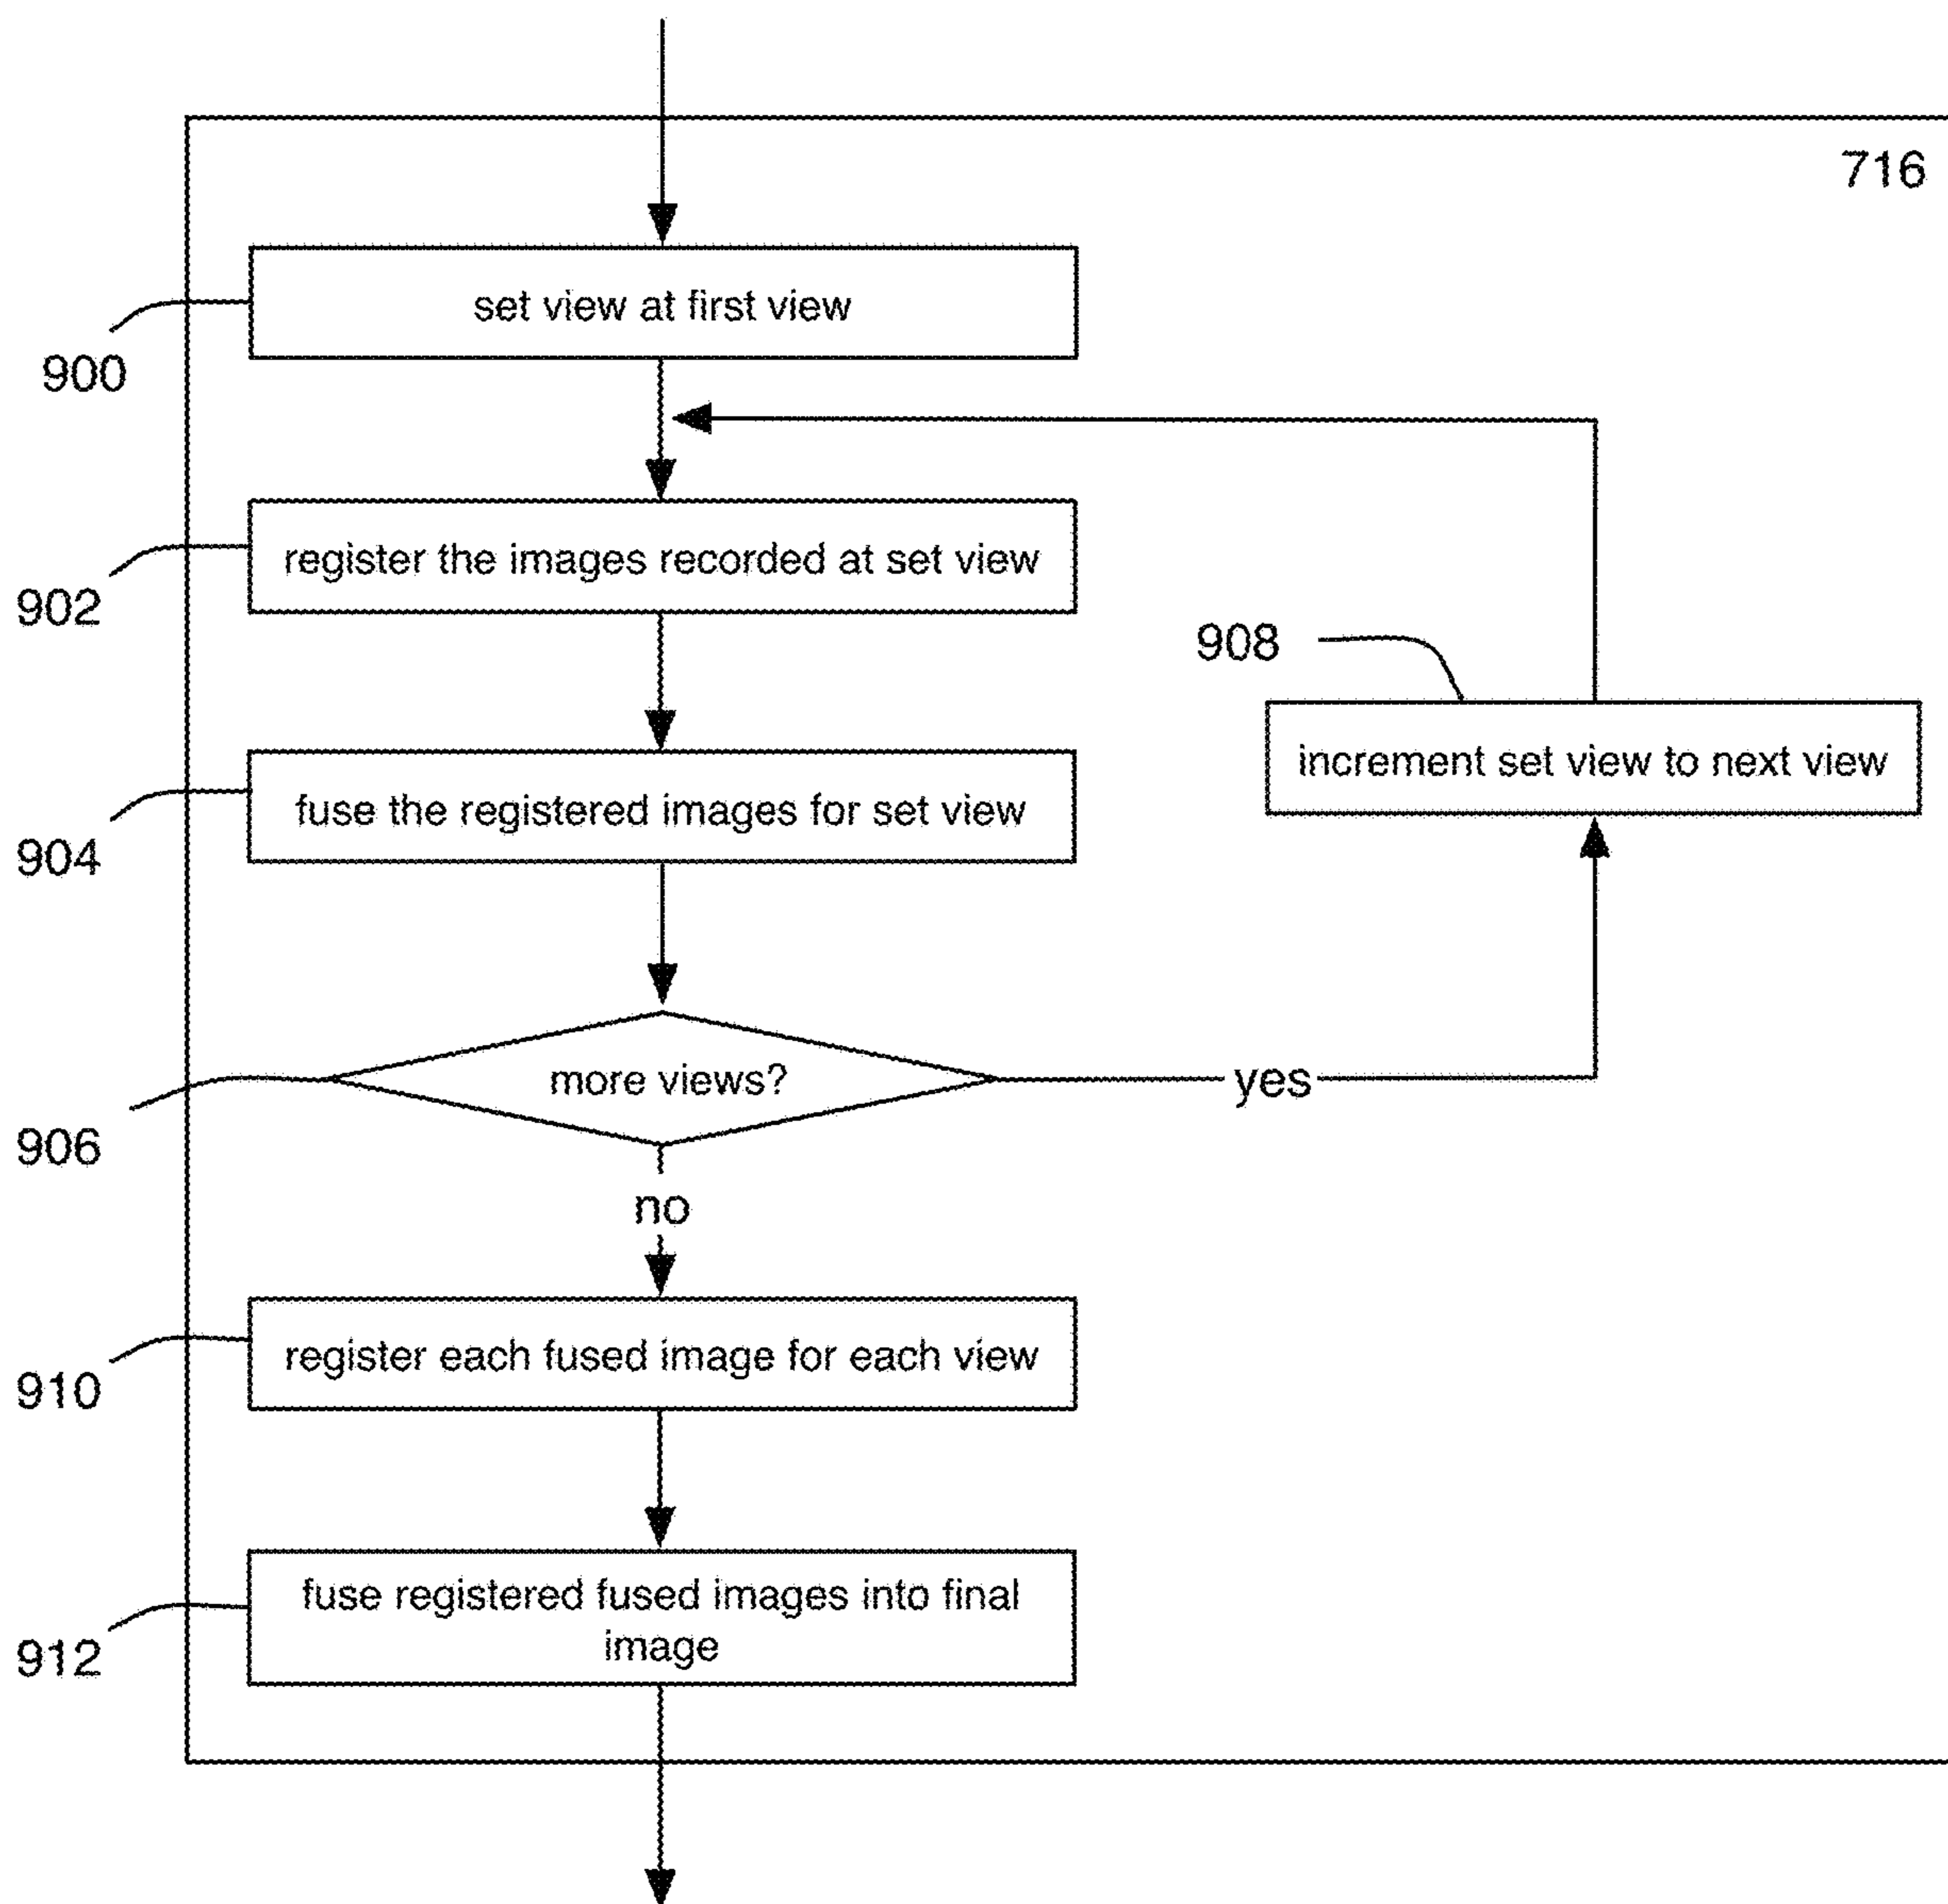 716
set view at first view
900
register the images recorded at set view
902
908
increment set view to next view
fuse the registered images for set view
904
more views?
yes
906
no
register each fused image for each view
910
fuse registered fused images into final
image
912